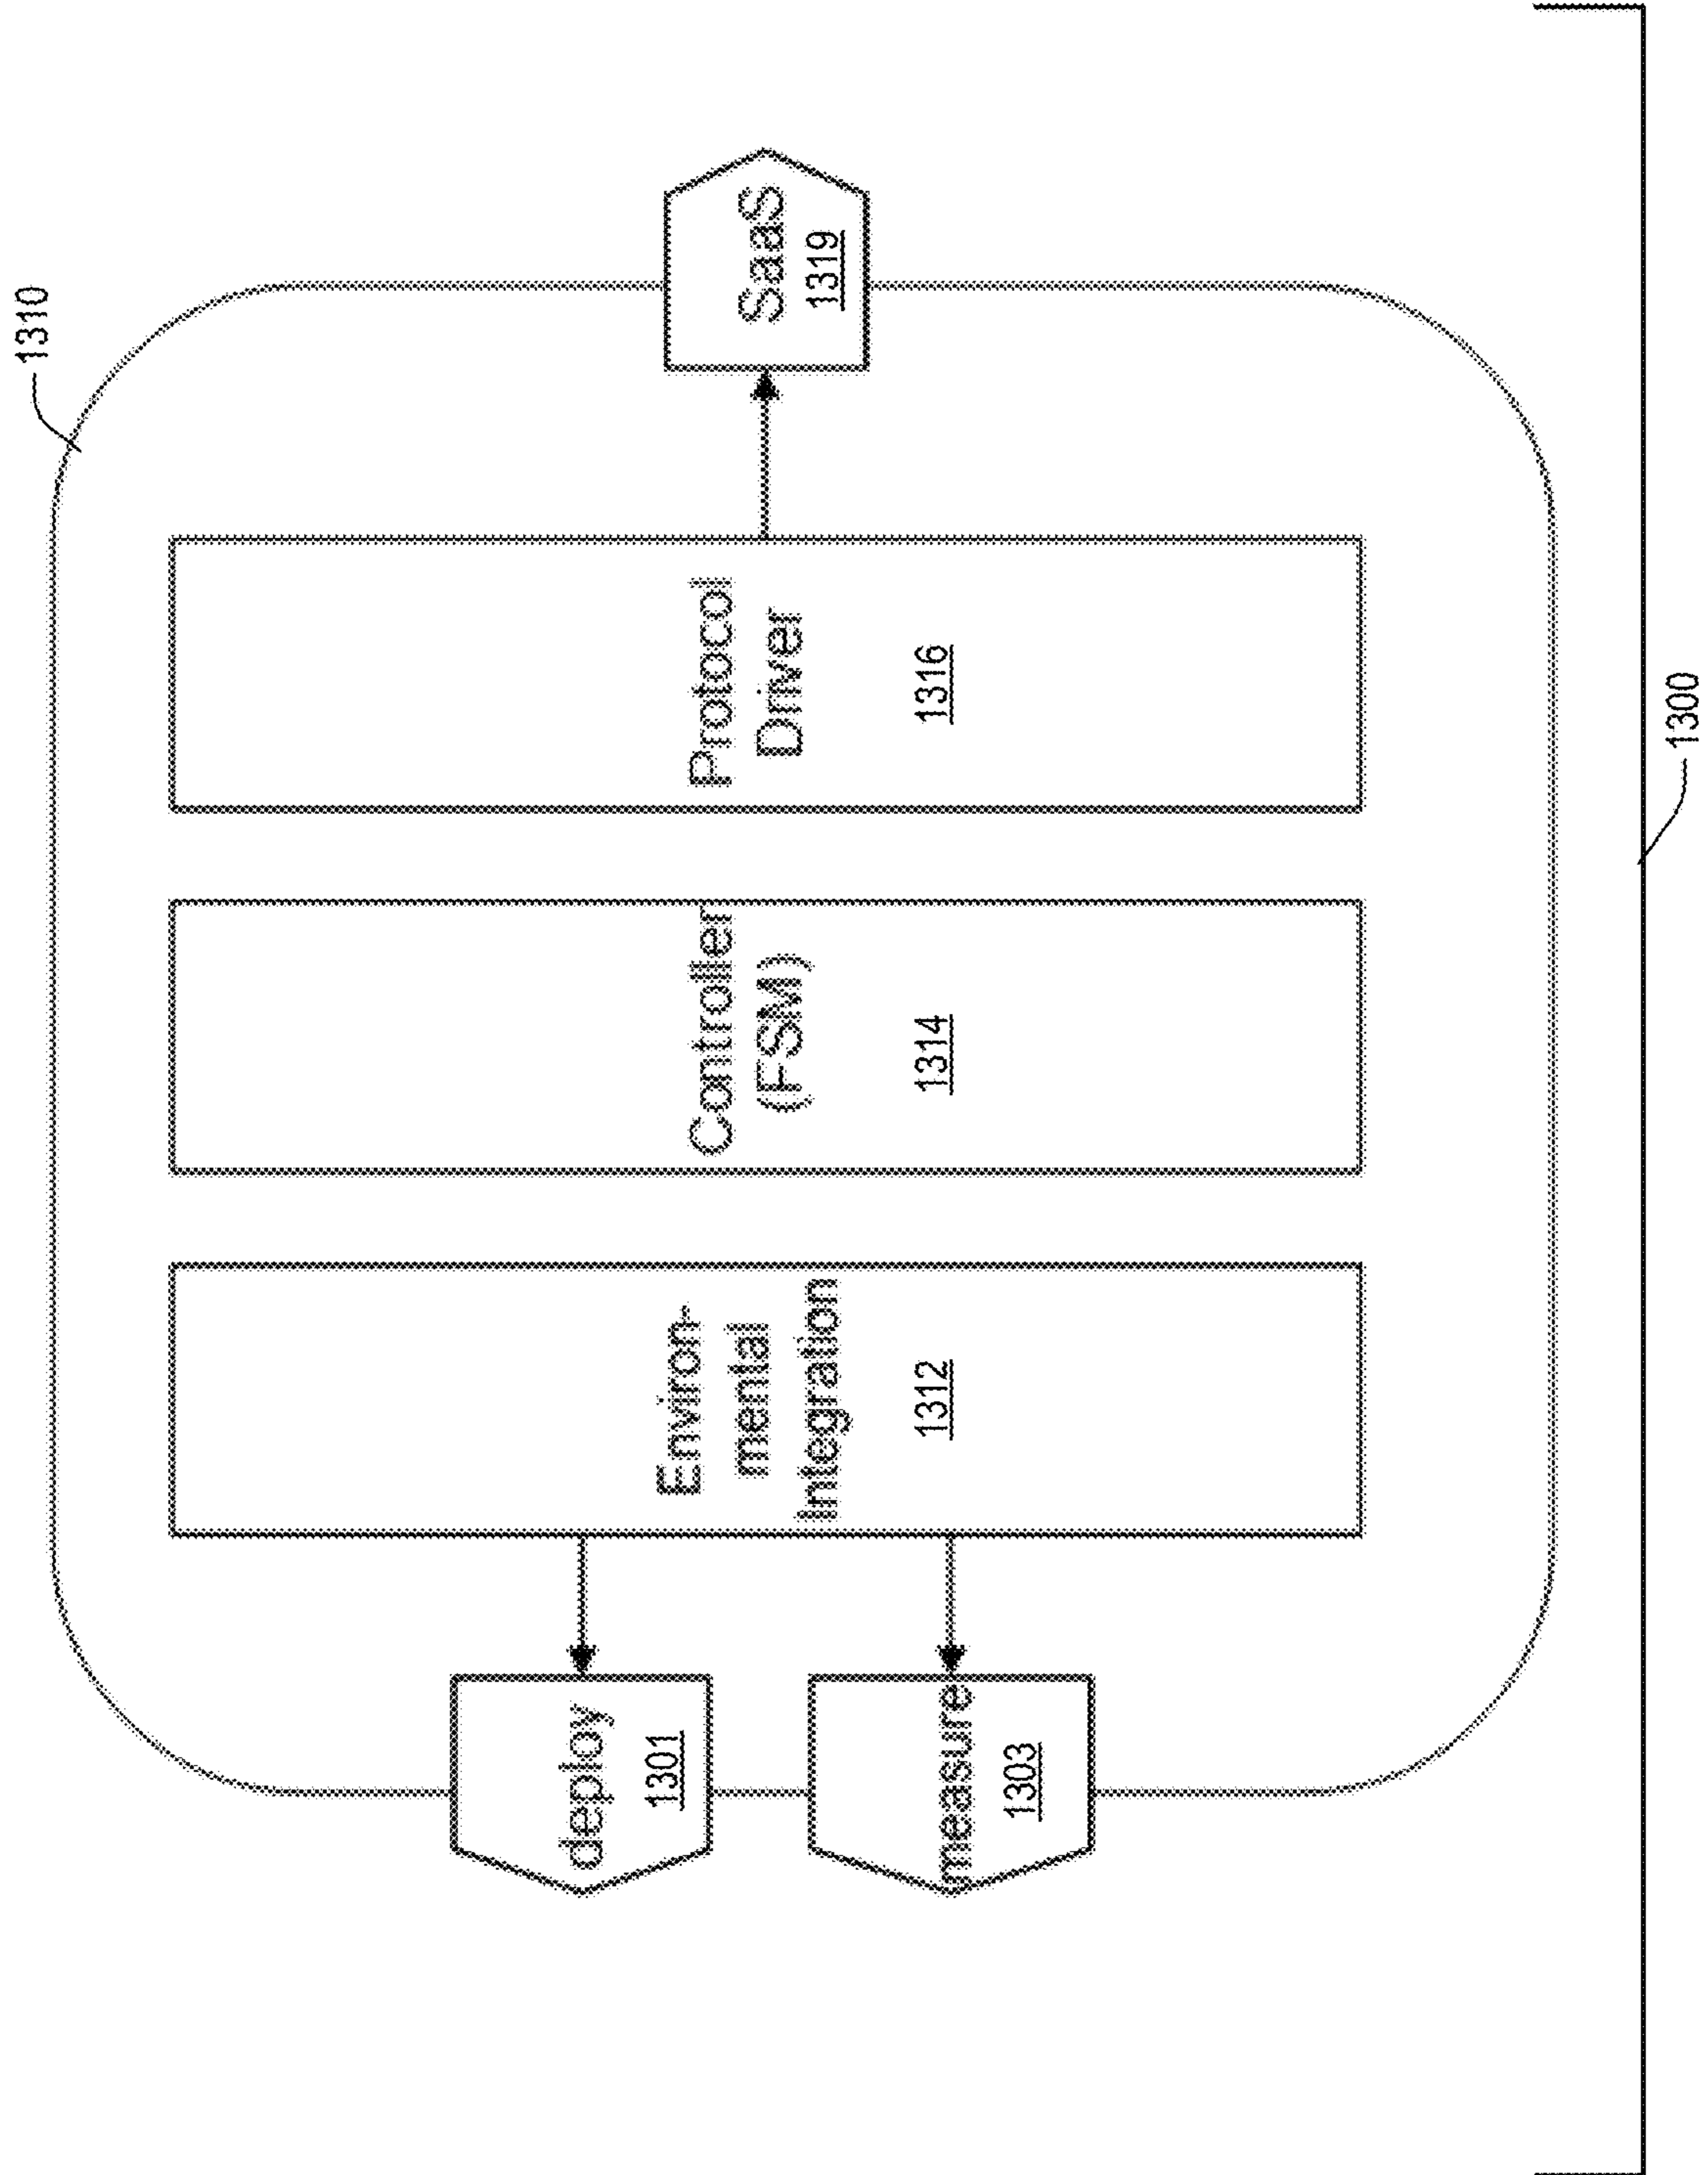 1310
deploy
1301
measure
1303
Environ-
mental
Integration
1312
Controller
(FSM)
1314
Protocol
Driver
1316
SaaS
1319
1300